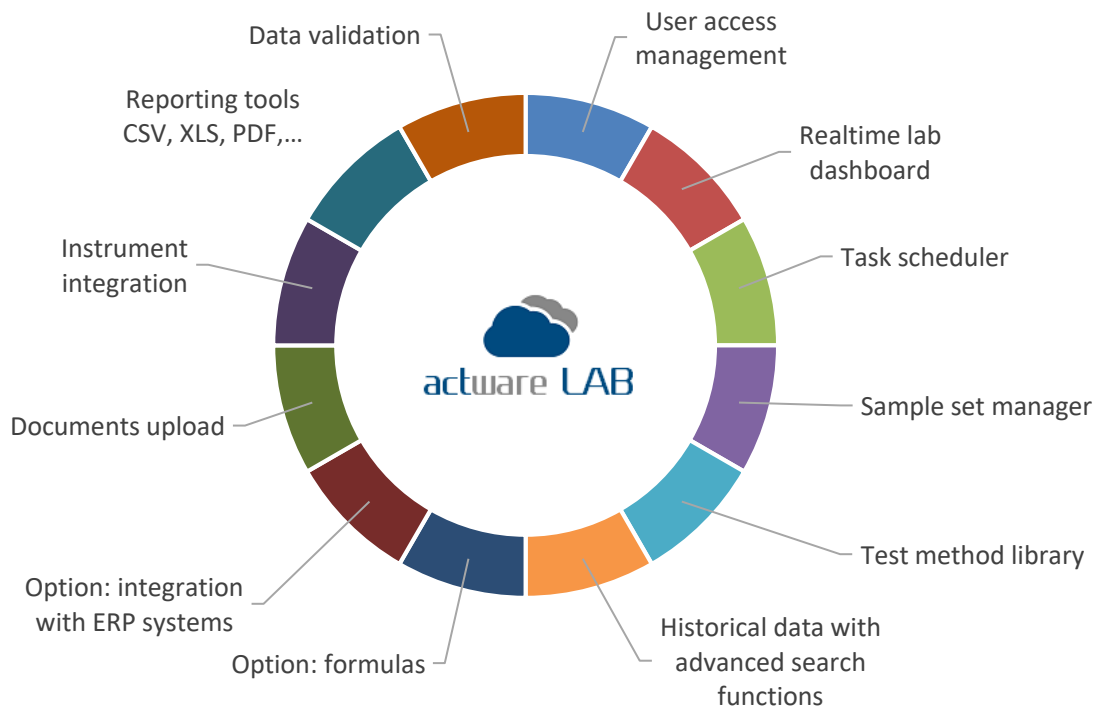 Data validation
User access
management
Reporting tools
CSV, XLS, PDF,...
Realtime lab
dashboard
Instrument
integration
Task scheduler
actware LAB
Documents upload
Sample set manager
Option: integration
with ERP systems
Test method library
Option: formulas
Historical data with
advanced search
functions